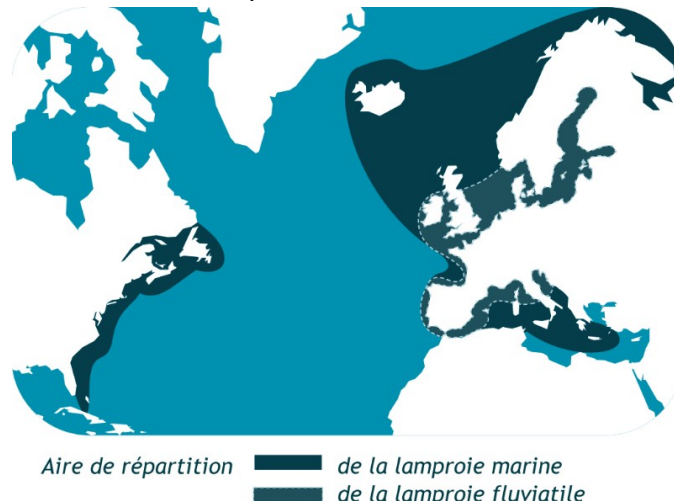 Aire de répartition de la lamproie marine
de la lamproie fluviatile